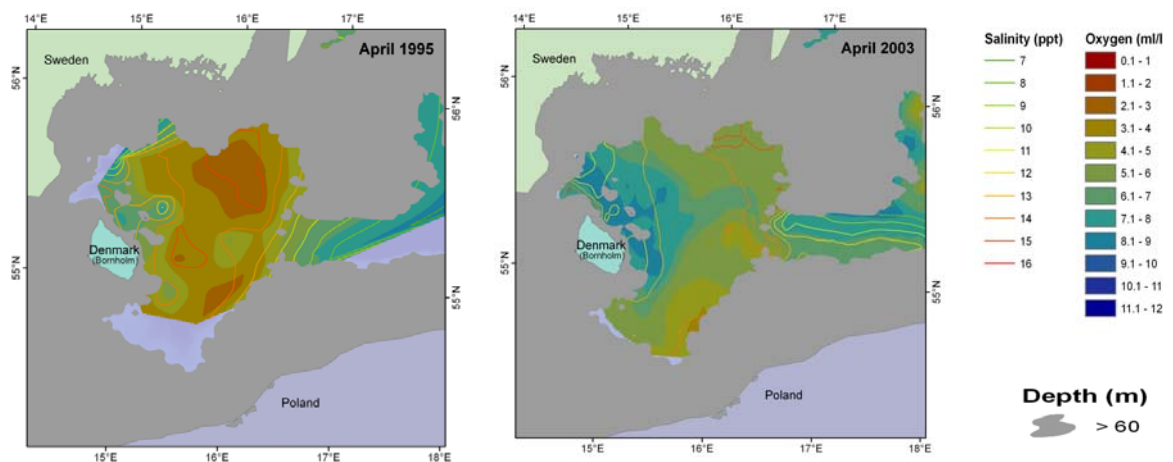 14°E 15°E 16°E 17°E
April 1995
Sweden
56°N
56°N
Denmark
(Bornholm)
55°N
55°N
Poland
15°E 16°E 17°E 18°E
14°E 15°E 16°E 17°E
April 2003
Sweden
56°N
56°N
Denmark
(Bornholm)
55°N
55°N
Poland
15°E 16°E 17°E 18°E
Salinity (ppt)
7
8
9
10
11
12
13
14
15
16
Oxygen (ml/l
0.1 - 1
1.1 - 2
2.1 - 3
3.1 - 4
4.1 - 5
5.1 - 6
6.1 - 7
7.1 - 8
8.1 - 9
9.1 - 10
10.1 - 11
11.1 - 12
Depth (m)
> 60